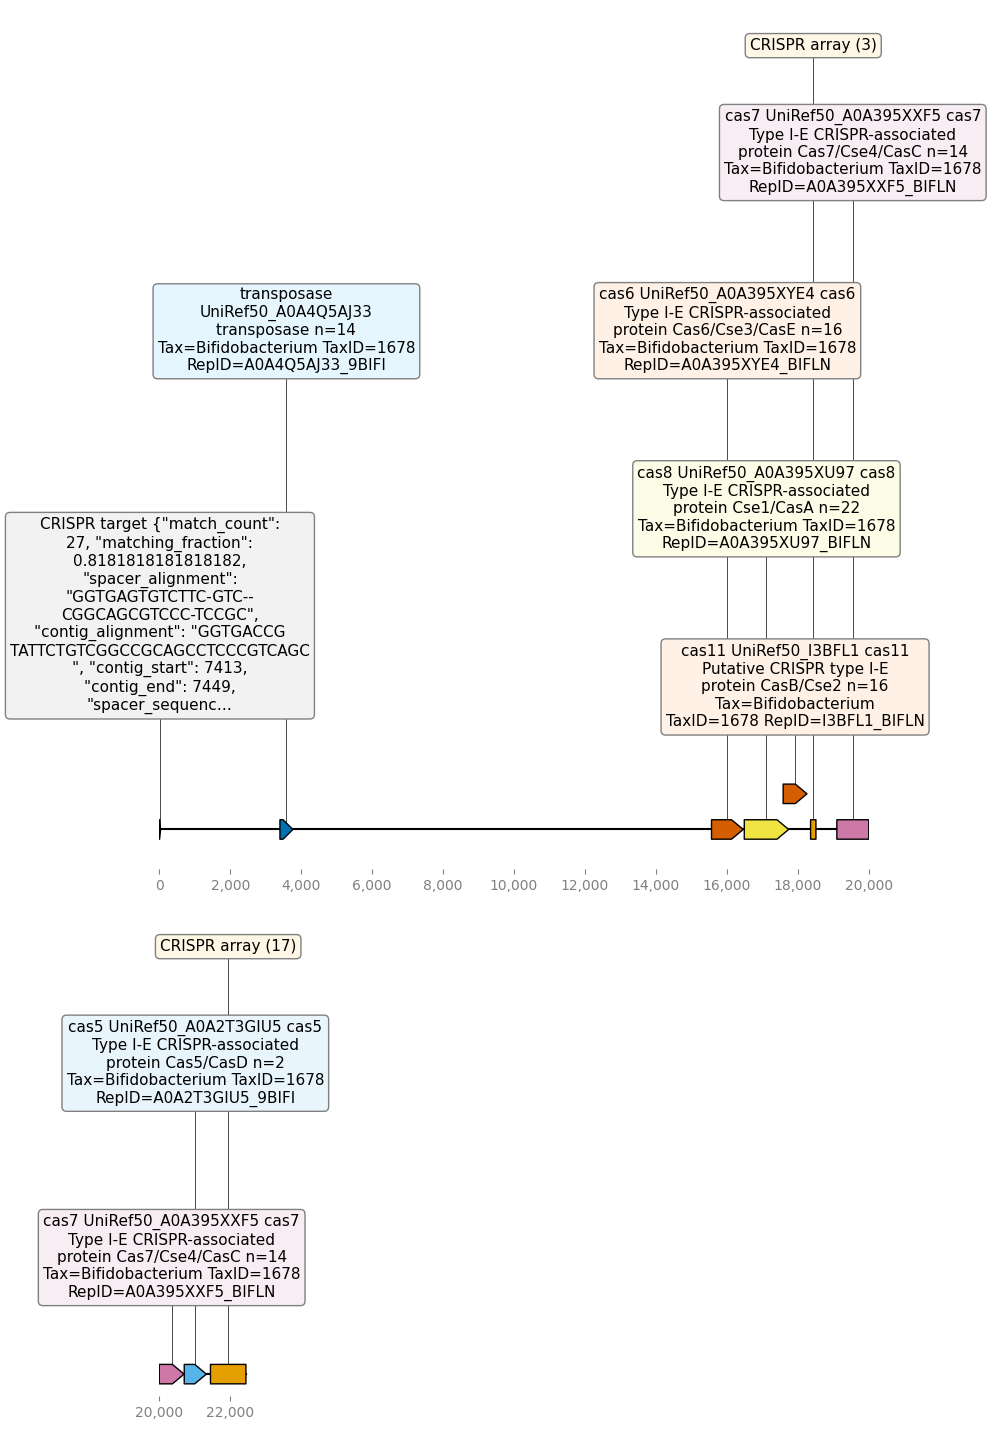 CRISPR array (3)
cas7 UniRef50_A0A395XXF5 cas7
Type I-E CRISPR-associated
protein Cas7/Cse4/CasC n=14
Tax=Bifidobacterium TaxID=1678
RepID=A0A395XXF5_BIFLN
transposase
UniRef50_A0A4Q5AJ33
transposase n=14
Tax=Bifidobacterium TaxID=1678
RepID=A0A4Q5AJ33_9BIFI
cas6 UniRef50_A0A395XYE4 cas6
Type I-E CRISPR-associated
protein Cas6/Cse3/CasE n=16
Tax=Bifidobacterium TaxID=1678
RepID=A0A395XYE4_BIFLN
cas8 UniRef50_A0A395XU97 cas8
Type I-E CRISPR-associated
protein Cse1/CasA n=22
Tax=Bifidobacterium TaxID=1678
RepID=A0A395XU97_BIFLN
CRISPR target {"match_count":
27, "matching_fraction":
0.8181818181818182,
"spacer_alignment":
"GGTGAGTGTCTTC-GTC--
CGGCAGCGTCCC-TCCGC",
"contig_alignment": "GGTGACCG
TATTCTGTCGGCCGCAGCCTCCCGTCAGC
", "contig_start": 7413,
"contig_end": 7449,
"spacer_sequenc...
cas11 UniRef50_I3BFL1 cas11
Putative CRISPR type I-E
protein CasB/Cse2 n=16
Tax=Bifidobacterium
TaxID=1678 RepID=I3BFL1_BIFLN
0 2,000 4,000 6,000 8,000 10,000 12,000 14,000 16,000 18,000 20,000
CRISPR array (17)
cas5 UniRef50_A0A2T3GIU5 cas5
Type I-E CRISPR-associated
protein Cas5/CasD n=2
Tax=Bifidobacterium TaxID=1678
RepID=A0A2T3GIU5_9BIFI
cas7 UniRef50_A0A395XXF5 cas7
Type I-E CRISPR-associated
protein Cas7/Cse4/CasC n=14
Tax=Bifidobacterium TaxID=1678
RepID=A0A395XXF5_BIFLN
20,000 22,000